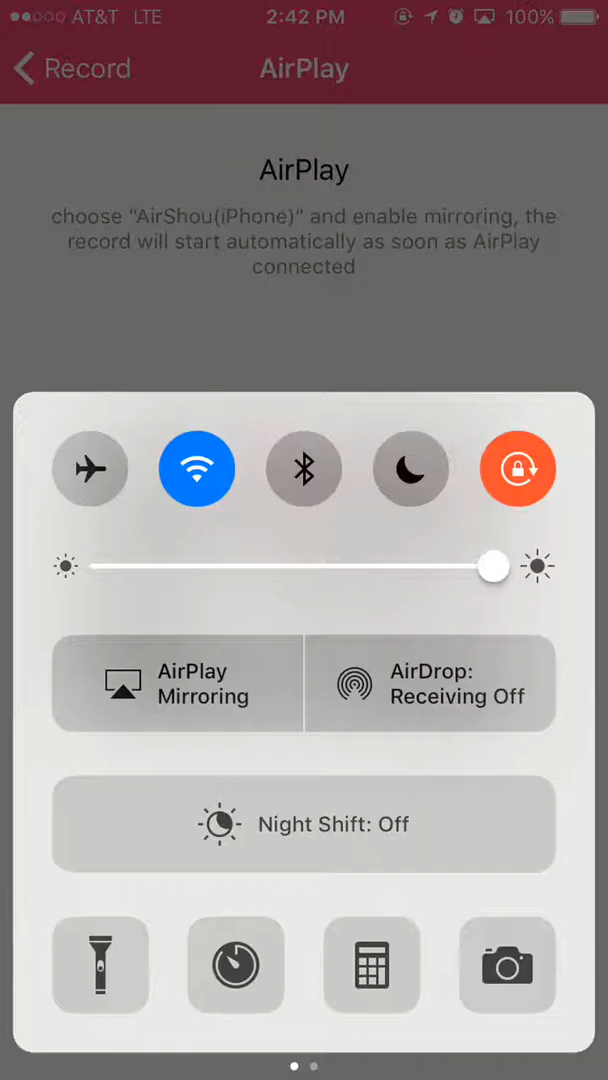 AT&T LTE 2:42 PM 100%
Record AirPlay
AirPlay
choose "AirShou(iPhone)" and enable mirroring, the
record will start automatically as soon as AirPlay
connected
AirPlay
Mirroring
AirDrop:
Receiving Off
Night Shift: Off